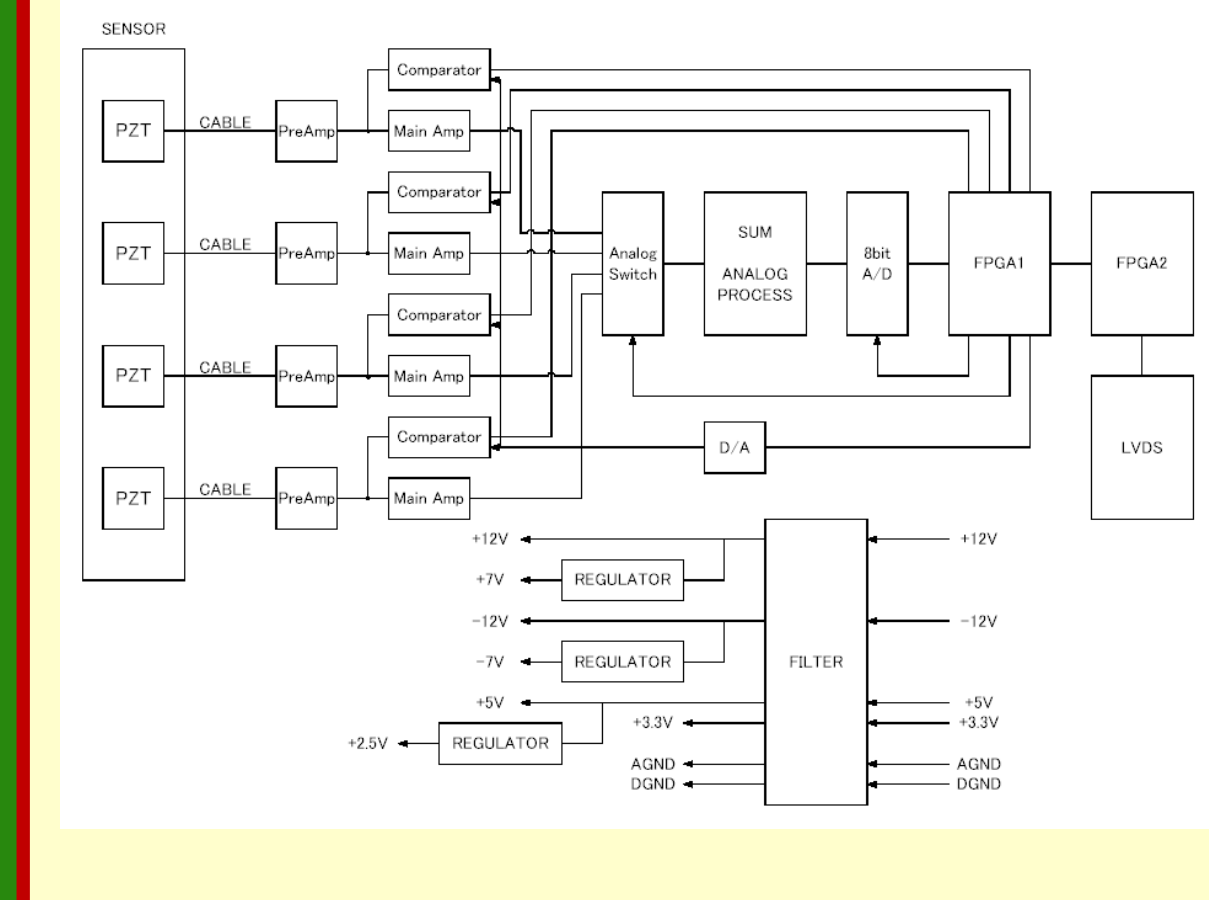 SENSOR
Comparator
PZT
CABLE
PreAmp
Main Amp
Comparator
PZT
CABLE
PreAmp
Main Amp
Analog
Switch
SUM
ANALOG
PROCESS
8bit
A/D
FPGA1
FPGA2
Comparator
PZT
CABLE
PreAmp
Main Amp
Comparator
D/A
LVDS
PZT
CABLE
PreAmp
Main Amp
+12V
+12V
+7V
REGULATOR
-12V
-12V
-7V
REGULATOR
FILTER
+5V
+5V
+3.3V
+3.3V
+2.5V
REGULATOR
AGND
AGND
DGND
DGND